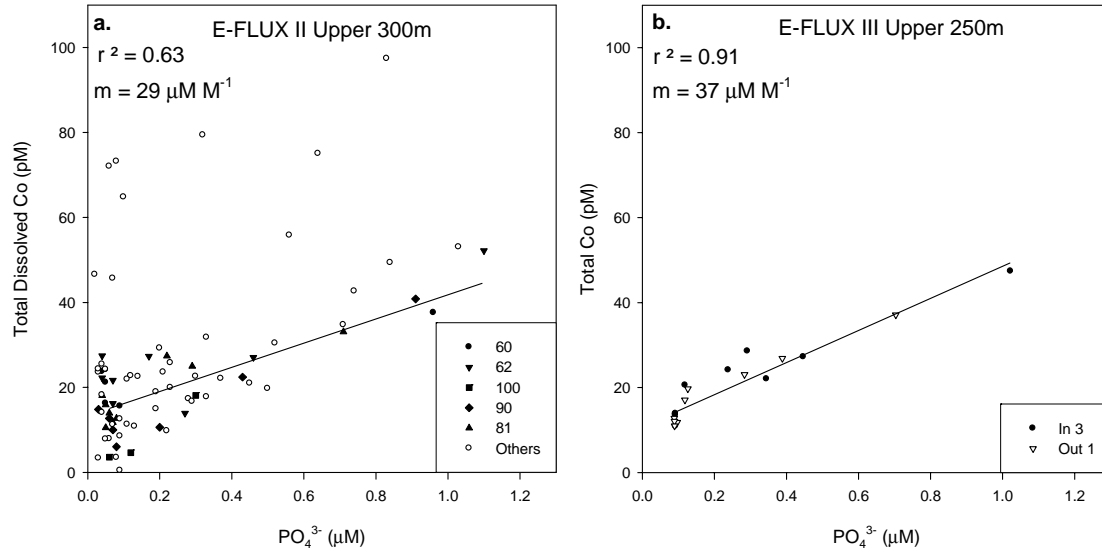 a.
E-FLUX II Upper 300m
r ² = 0.63
m = 29 μM M⁻¹
Total Dissolved Co (pM)
100
80
60
40
20
0
60
62
100
90
81
Others
0.0 0.2 0.4 0.6 0.8 1.0 1.2
PO₄³⁻ (μM)
b.
E-FLUX III Upper 250m
r ² = 0.91
m = 37 μM M⁻¹
Total Co (pM)
100
80
60
40
20
0
In 3
Out 1
0.0 0.2 0.4 0.6 0.8 1.0 1.2
PO₄³⁻ (μM)